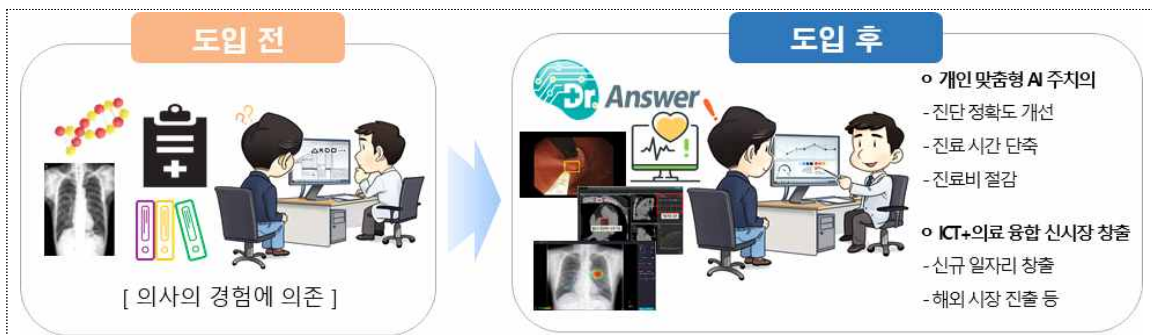 도입 전
[ 의사의 경험에 의존 ]
도입 후
Dr. Answer
ㅇ 개인 맞춤형 AI 주치의
- 진단 정확도 개선
- 진료 시간 단축
- 진료비 절감
ㅇ ICT+의료 융합 신시장 창출
- 신규 일자리 창출
- 해외 시장 진출 등